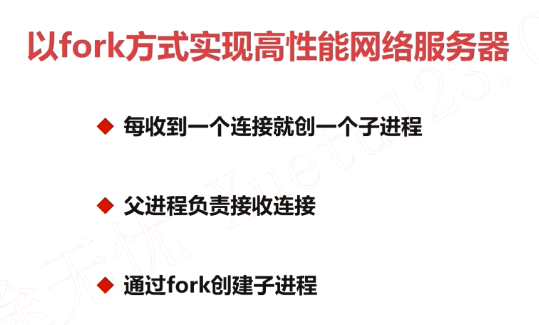 以fork方式实现高性能网络服务器
每收到一个连接就创一个子进程
父进程负责接收连接
通过fork创建子进程